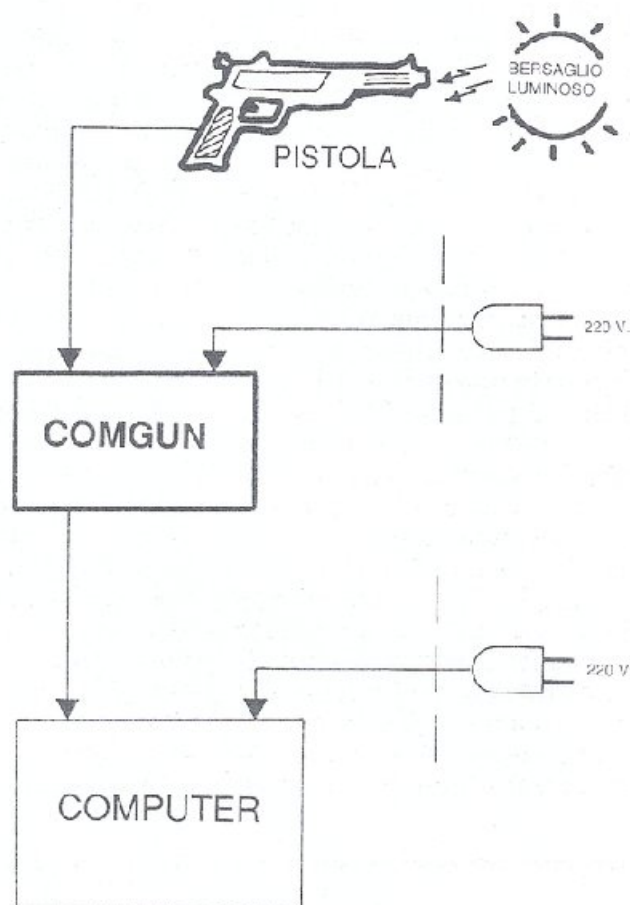 BERSAGLIO
LUMINOSO
PISTOLA
220 V.
COMGUN
220 V
COMPUTER